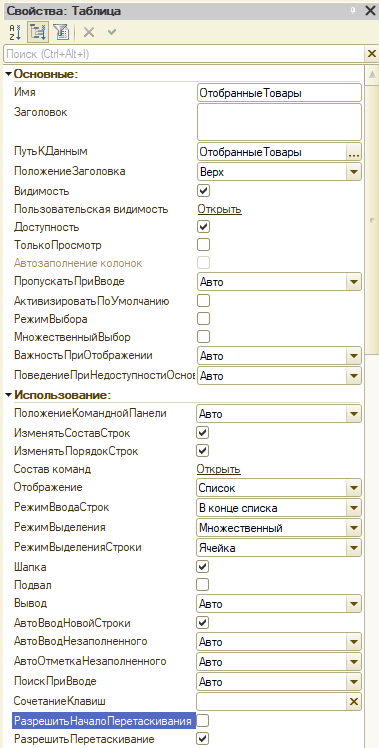 Свойства: Таблица
Поиск (Ctrl+Alt+I)
Основные:
Имя ОтобранныеТовары
Заголовок
ПутьКДанным ОтобранныеТовары ...
ПоложениеЗаголовка Верх
Видимость
Пользовательская видимость Открыть
Доступность
ТолькоПросмотр
Автозаполнение колонок
ПропускатьПриВводе Авто
АктивизироватьПоУмолчанию
РежимВыбора
МножественныйВыбор
ВажностьПриОтображении Авто
ПоведениеПриНедоступностиОснов Авто
Использование:
ПоложениеКоманднойПанели Авто
ИзменятьСоставСтрок
ИзменятьПорядокСтрок
Состав команд Открыть
Отображение Список
РежимВводаСтрок В конце списка
РежимВыделения Множественный
РежимВыделенияСтроки Ячейка
Шапка
Подвал
Вывод Авто
АвтоВводНовойСтроки
АвтоВводНезаполненного Авто
АвтоОтметкаНезаполненного Авто
ПоискПриВводе Авто
СочетаниеКлавиш
РазрешитьНачалоПеретаскивания
РазрешитьПеретаскивание